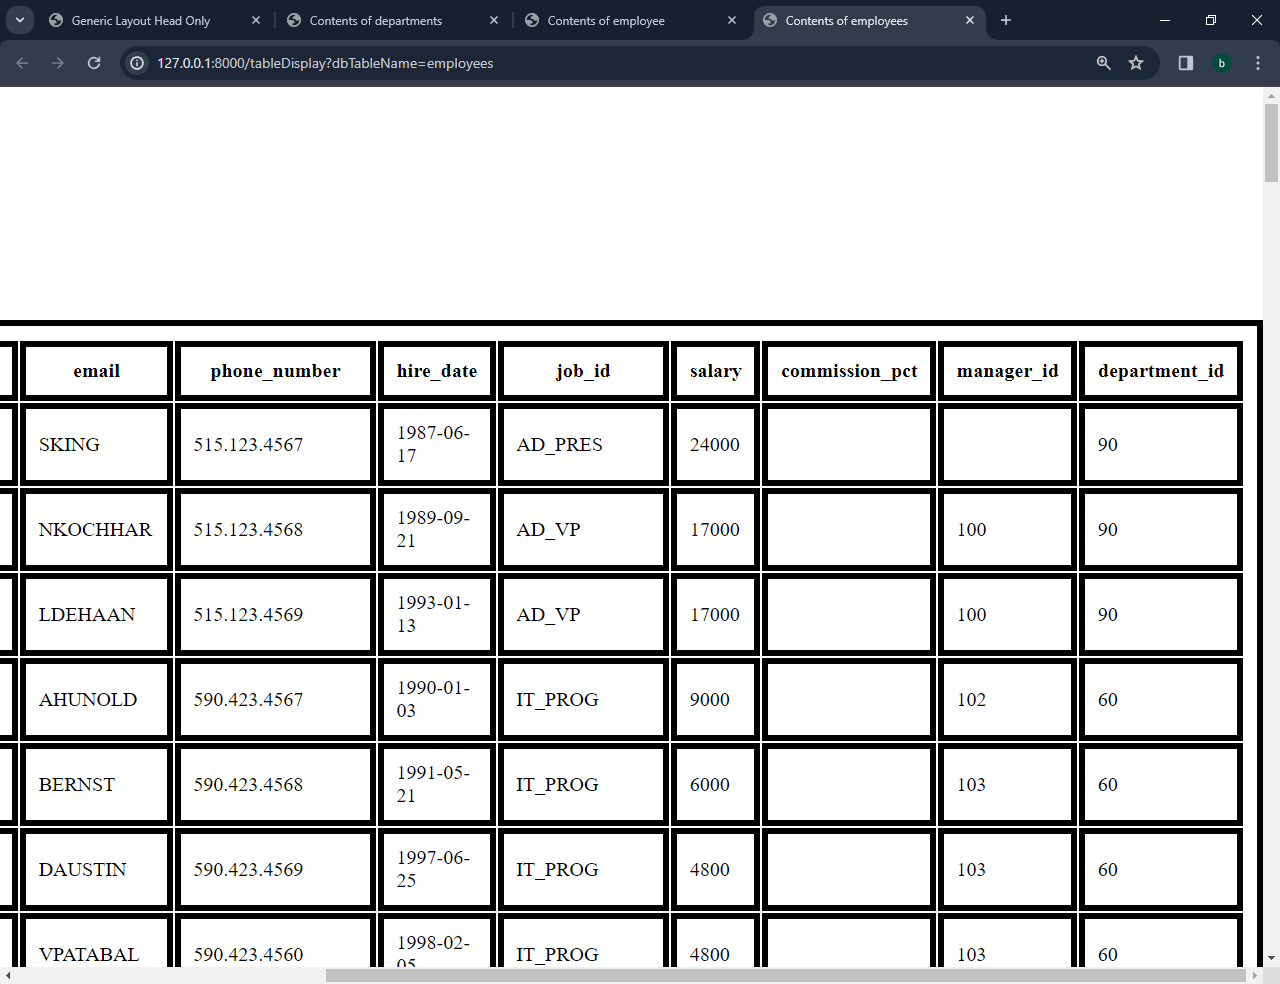 Generic Layout Head Only
Contents of departments
Contents of employee
Contents of employees
127.0.0.1:8000/tableDisplay?dbTableName=employees
b
email phone_number hire_date job_id salary commission_pct manager_id department_id
SKING 515.123.4567 1987-06-17 AD_PRES 24000 90
NKOCHHAR 515.123.4568 1989-09-21 AD_VP 17000 100 90
LDEHAAN 515.123.4569 1993-01-13 AD_VP 17000 100 90
AHUNOLD 590.423.4567 1990-01-03 IT_PROG 9000 102 60
BERNST 590.423.4568 1991-05-21 IT_PROG 6000 103 60
DAUSTIN 590.423.4569 1997-06-25 IT_PROG 4800 103 60
VPATABAL 590.423.4560 1998-02-05 IT_PROG 4800 103 60